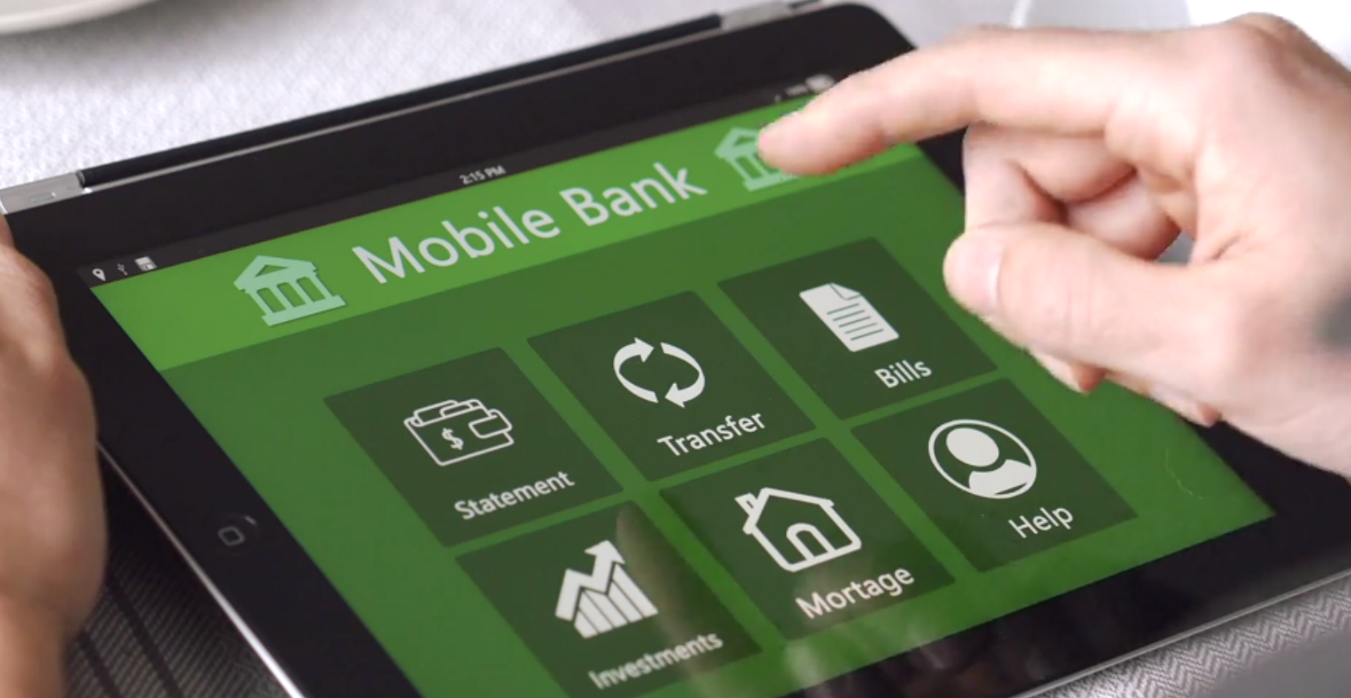 2:15 PM
Mobile Bank
Statement
Transfer
Bills
Investments
Mortage
Help